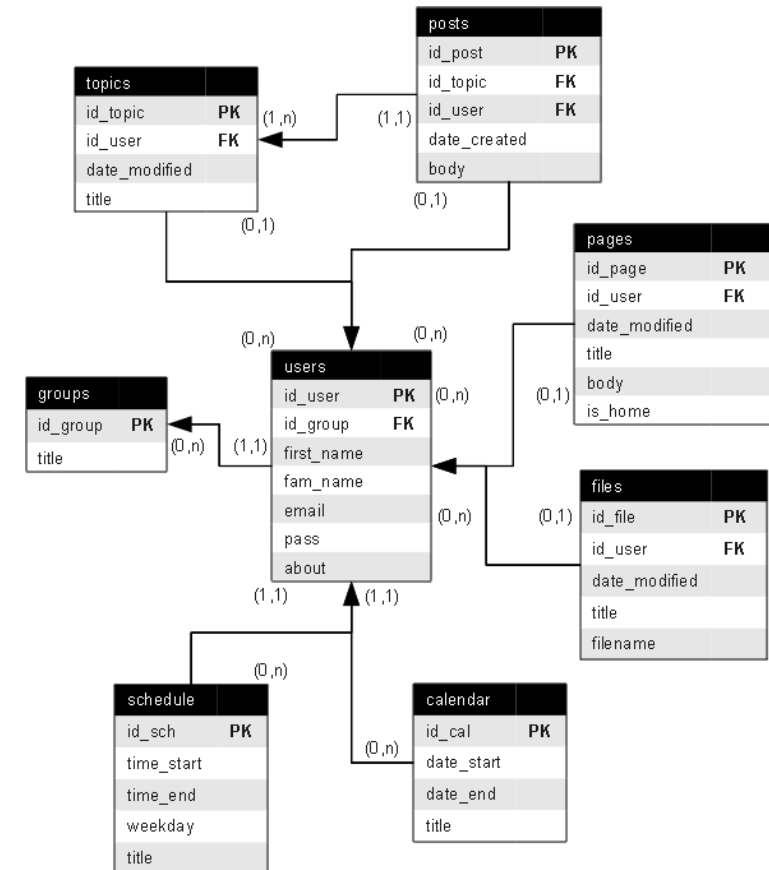 posts
id_post PK
id_topic FK
id_user FK
date_created
body
topics
id_topic PK
id_user FK
date_modified
title
(1,n)
(1,1)
(0,1)
(0,1)
pages
id_page PK
id_user FK
date_modified
title
body
is_home
(0,n)
(0,n)
users
id_user PK
id_group FK
first_name
fam_name
email
pass
about
(0,n)
(0,1)
groups
id_group PK
title
(0,n)
(1,1)
files
id_file PK
id_user FK
date_modified
title
filename
(0,n)
(0,1)
(1,1)
(1,1)
(0,n)
(0,n)
schedule
id_sch PK
time_start
time_end
weekday
title
calendar
id_cal PK
date_start
date_end
title